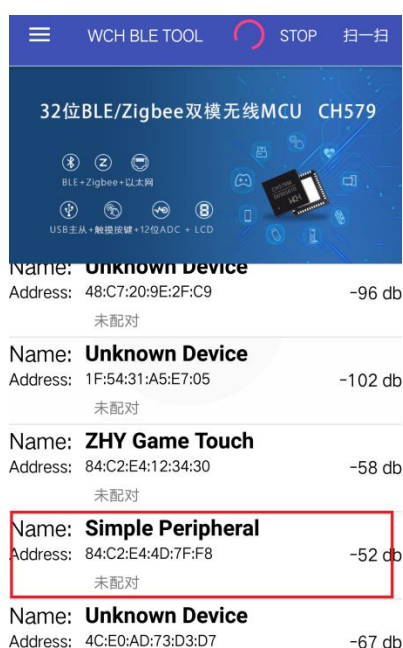 WCH BLE TOOL STOP 扫一扫
32位BLE/Zigbee双模无线MCU CH579
BLE+Zigbee+以太网
USB主从+触摸按键+12位ADC + LCD
Name: Unknown Device
Address: 48:C7:20:9E:2F:C9 -96 db
未配对
Name: Unknown Device
Address: 1F:54:31:A5:E7:05 -102 db
未配对
Name: ZHY Game Touch
Address: 84:C2:E4:12:34:30 -58 db
未配对
Name: Simple Peripheral
Address: 84:C2:E4:4D:7F:F8 -52 db
未配对
Name: Unknown Device
Address: 4C:E0:AD:73:D3:D7 -67 db